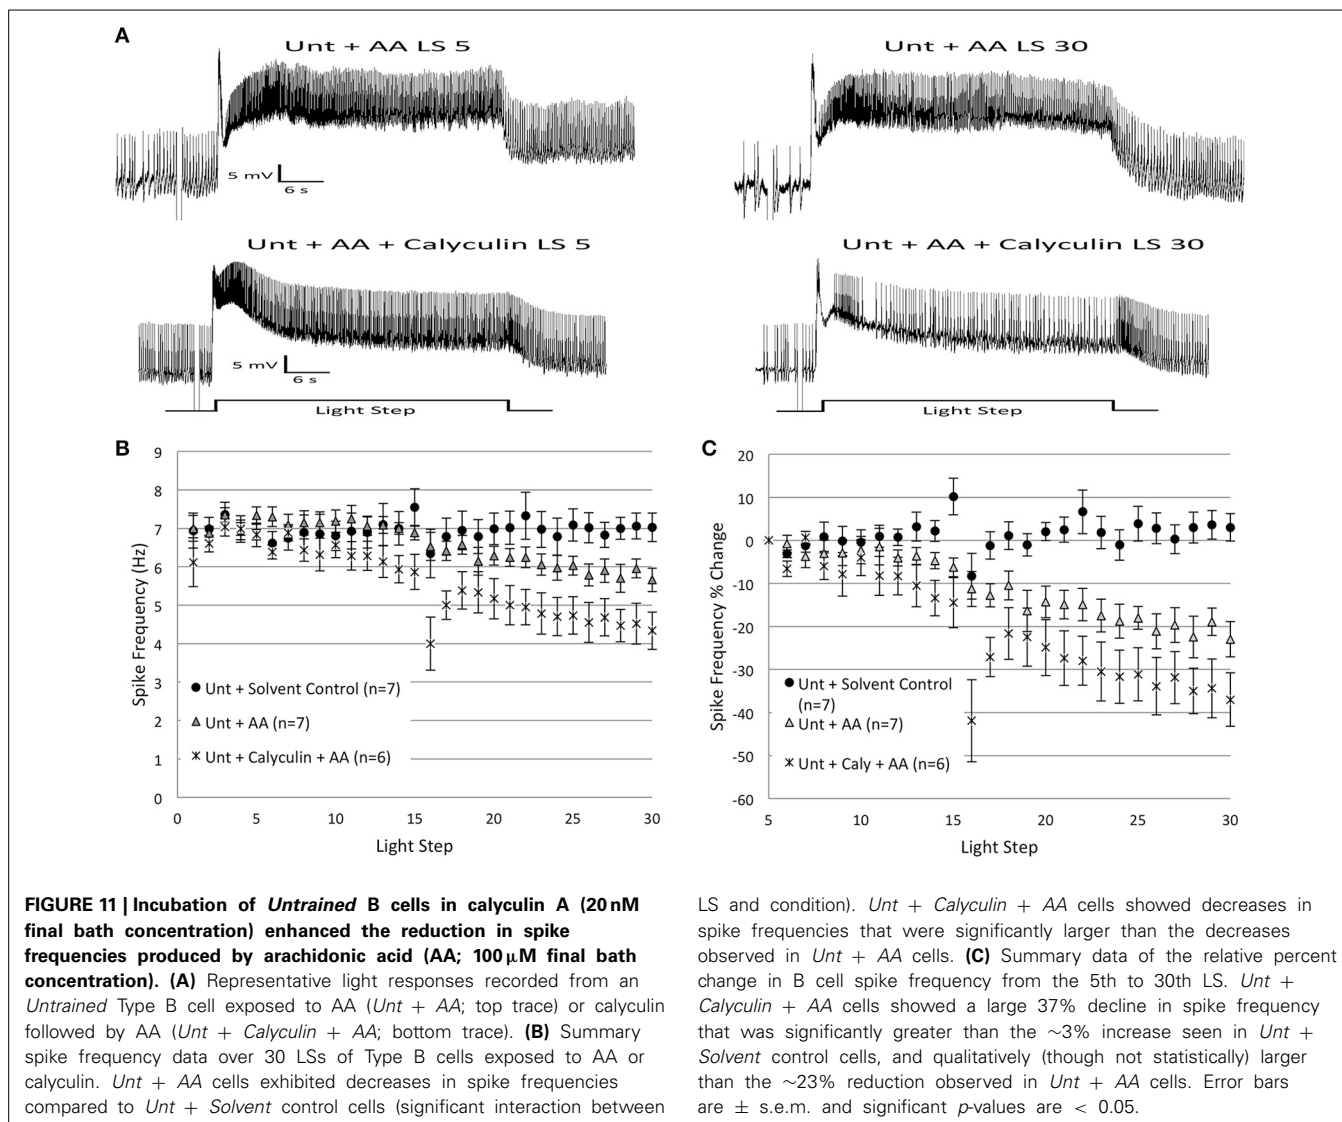 A
Unt + AA LS 5
Unt + AA LS 30
5 mV
6 s
Unt + AA + Calyculin LS 5
Unt + AA + Calyculin LS 30
5 mV
6 s
Light Step
Light Step
B
9
8
7
6
5
4
3
2
1
0
Spike Frequency (Hz)
Unt + Solvent Control (n=7)
Unt + AA (n=7)
Unt + Calyculin + AA (n=6)
0
5
10
15
20
25
30
Light Step
C
20
10
0
-10
-20
-30
-40
-50
-60
Spike Frequency % Change
Unt + Solvent Control
(n=7)
Unt + AA (n=7)
Unt + Caly + AA (n=6)
5
10
15
20
25
30
Light Step
FIGURE 11 | Incubation of Untrained B cells in calyculin A (20 nM
final bath concentration) enhanced the reduction in spike
frequencies produced by arachidonic acid (AA; 100 μM final bath
concentration). (A) Representative light responses recorded from an
Untrained Type B cell exposed to AA (Unt + AA; top trace) or calyculin
followed by AA (Unt + Calyculin + AA; bottom trace). (B) Summary
spike frequency data over 30 LSs of Type B cells exposed to AA or
calyculin. Unt + AA cells exhibited decreases in spike frequencies
compared to Unt + Solvent control cells (significant interaction between
LS and condition). Unt + Calyculin + AA cells showed decreases in
spike frequencies that were significantly larger than the decreases
observed in Unt + AA cells. (C) Summary data of the relative percent
change in B cell spike frequency from the 5th to 30th LS. Unt +
Calyculin + AA cells showed a large 37% decline in spike frequency
that was significantly greater than the ~3% increase seen in Unt +
Solvent control cells, and qualitatively (though not statistically) larger
than the ~23% reduction observed in Unt + AA cells. Error bars
are ± s.e.m. and significant p-values are < 0.05.